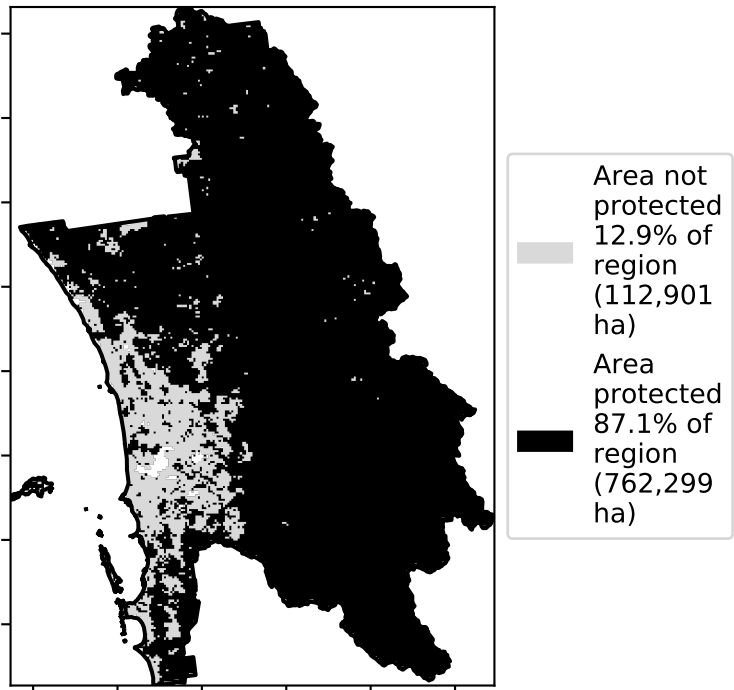 Area not
protected
12.9% of
region
(112,901
ha)
Area
protected
87.1% of
region
(762,299
ha)